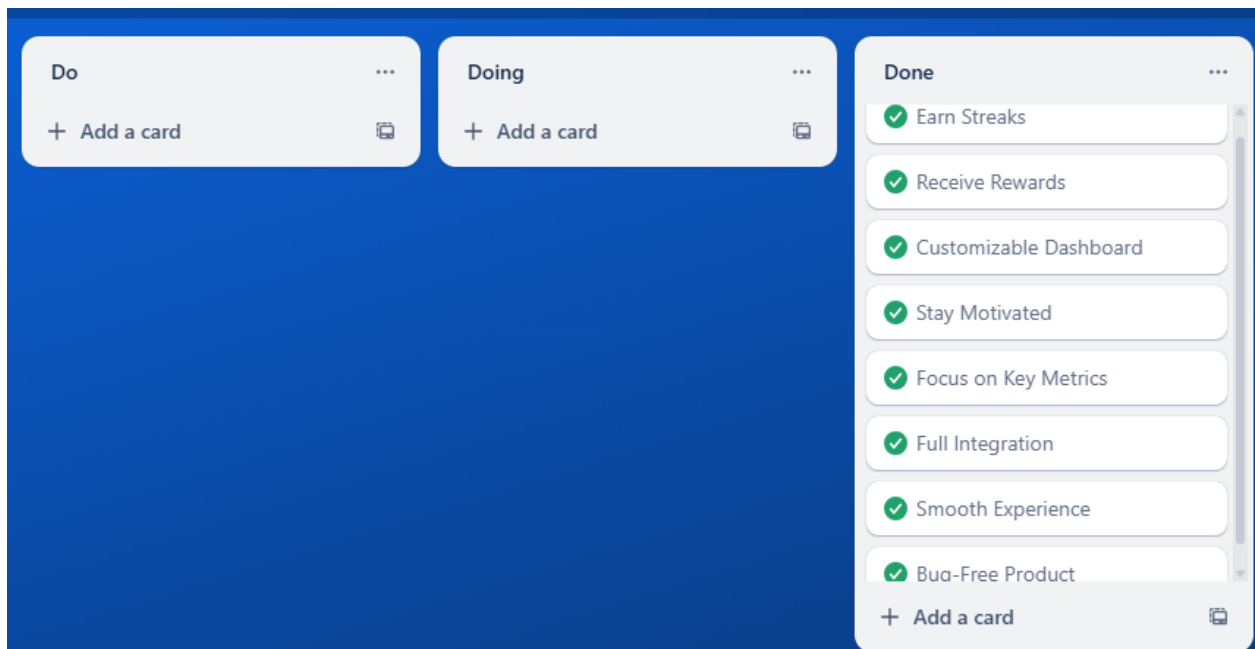 Do
Add a card
Doing
Add a card
Done
Earn Streaks
Receive Rewards
Customizable Dashboard
Stay Motivated
Focus on Key Metrics
Full Integration
Smooth Experience
Bug-Free Product
Add a card